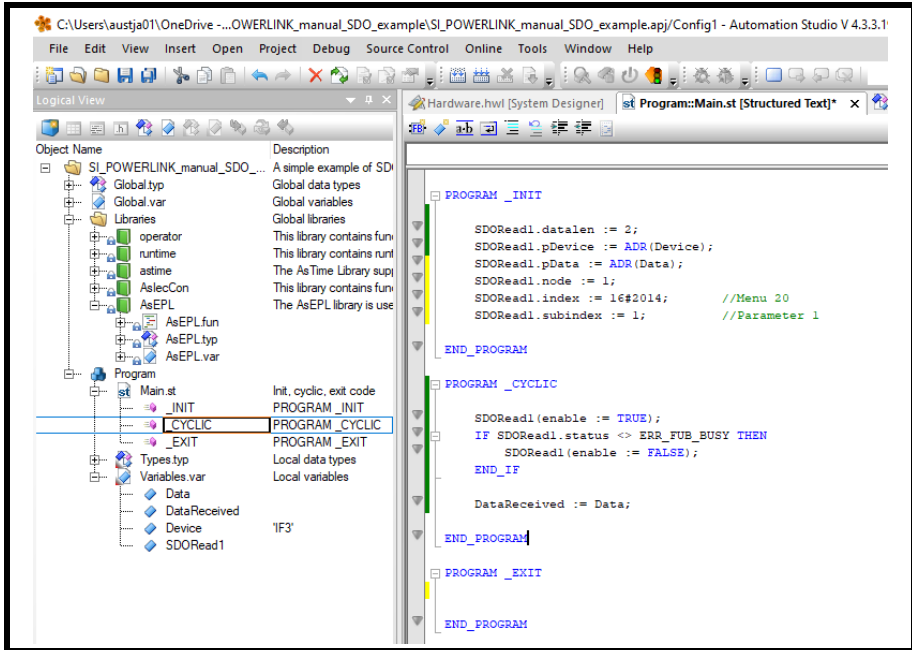 C:\Users\austja01\OneDrive -...OWERLINK_manual_SDO_example\SI_POWERLINK_manual_SDO_example.apj/Config1 - Automation Studio V 4.3.3.1
File Edit View Insert Open Project Debug Source Control Online Tools Window Help
Logical View
Hardware.hwl [System Designer] st Program::Main.st [Structured Text]* x
Object Name Description
SI_POWERLINK_manual_SDO_... A simple example of SD
Global.typ Global data types
Global.var Global variables
Libraries Global libraries
operator This library contains fun
runtime This library contains runt
astime The AsTime Library supp
AsIecCon This library contains fun
AsEPL The AsEPL library is use
AsEPL.fun
AsEPL.typ
AsEPL.var
Program
st Main.st Init, cyclic, exit code
_INIT PROGRAM _INIT
_CYCLIC PROGRAM _CYCLIC
_EXIT PROGRAM _EXIT
Types.typ Local data types
Variables.var Local variables
Data
DataReceived
Device 'IF3'
SDORead1
PROGRAM _INIT
SDORead1.datalen := 2;
SDORead1.pDevice := ADR(Device);
SDORead1.pData := ADR(Data);
SDORead1.node := 1;
SDORead1.index := 16#2014; //Menu 20
SDORead1.subindex := 1; //Parameter 1
END_PROGRAM
PROGRAM _CYCLIC
SDORead1(enable := TRUE);
IF SDORead1.status <> ERR_FUB_BUSY THEN
SDORead1(enable := FALSE);
END_IF
DataReceived := Data;
END_PROGRAM
PROGRAM _EXIT
END_PROGRAM